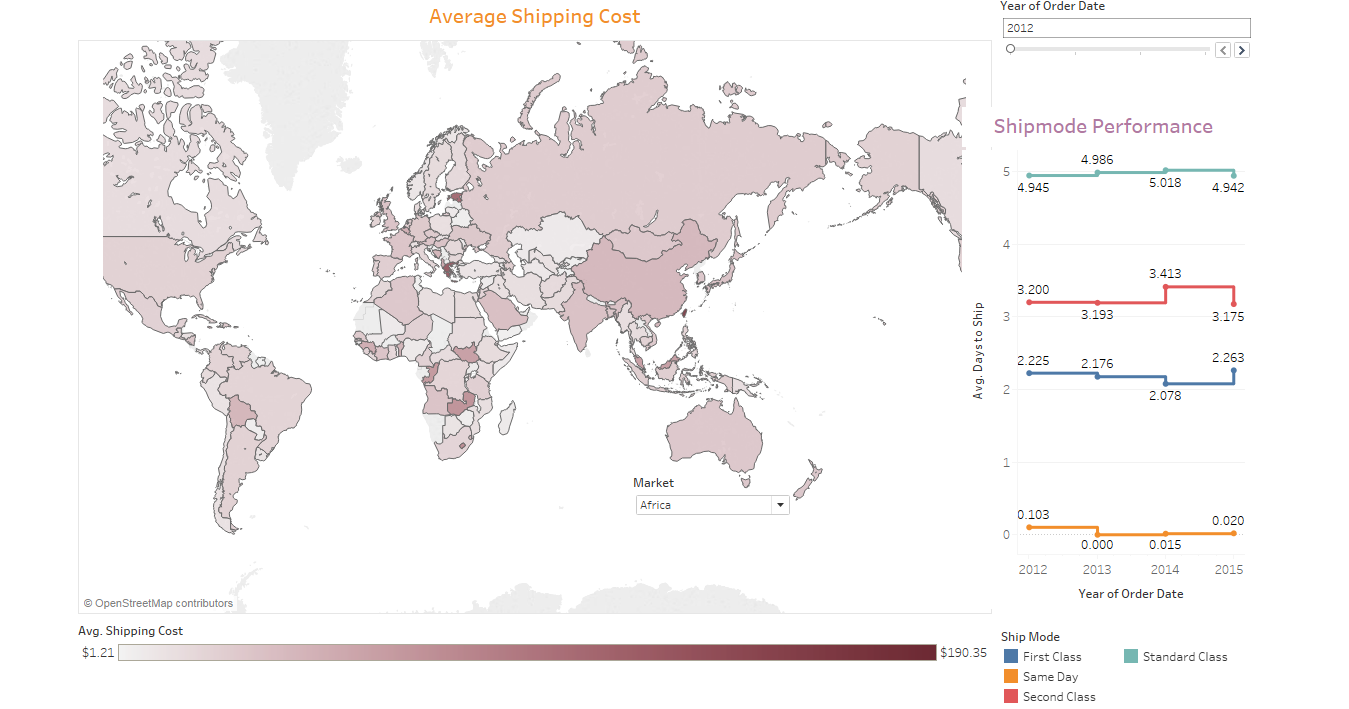 Average Shipping Cost
Year of Order Date
2012
Shipmode Performance
5
4
3
2
1
0
Avg. Days to Ship
4.945
4.986
5.018
4.942
3.200
3.193
3.413
3.175
2.225
2.176
2.078
2.263
0.103
0.000
0.015
0.020
2012
2013
2014
2015
Year of Order Date
Market
Africa
© OpenStreetMap contributors
Avg. Shipping Cost
$1.21
$190.35
Ship Mode
First Class
Standard Class
Same Day
Second Class